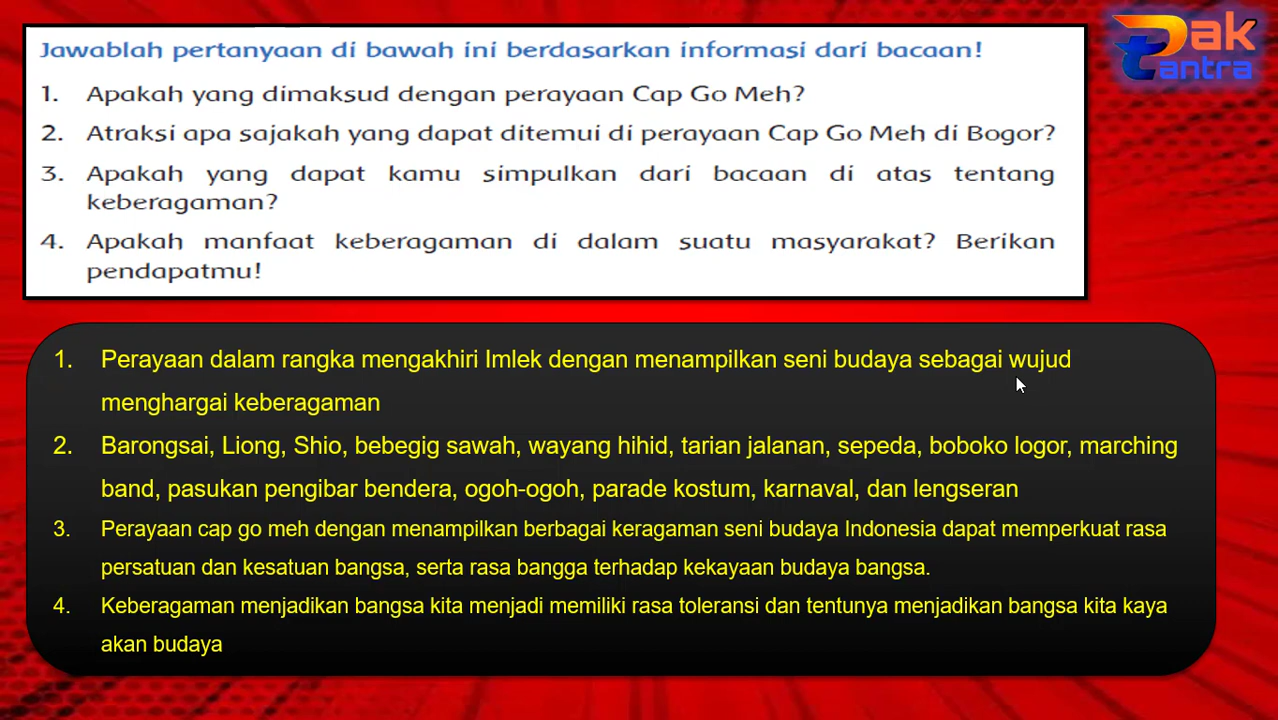 Pak
tantra
Jawablah pertanyaan di bawah ini berdasarkan informasi dari bacaan!
1. Apakah yang dimaksud dengan perayaan Cap Go Meh?
2. Atraksi apa sajakah yang dapat ditemui di perayaan Cap Go Meh di Bogor?
3. Apakah yang dapat kamu simpulkan dari bacaan di atas tentang
keberagaman?
4. Apakah manfaat keberagaman di dalam suatu masyarakat? Berikan
pendapatmu!
1. Perayaan dalam rangka mengakhiri Imlek dengan menampilkan seni budaya sebagai wujud
menghargai keberagaman
2. Barongsai, Liong, Shio, bebegig sawah, wayang hihid, tarian jalanan, sepeda, boboko logor, marching
band, pasukan pengibar bendera, ogoh-ogoh, parade kostum, karnaval, dan lengseran
3. Perayaan cap go meh dengan menampilkan berbagai keragaman seni budaya Indonesia dapat memperkuat rasa
persatuan dan kesatuan bangsa, serta rasa bangga terhadap kekayaan budaya bangsa.
4. Keberagaman menjadikan bangsa kita menjadi memiliki rasa toleransi dan tentunya menjadikan bangsa kita kaya
akan budaya